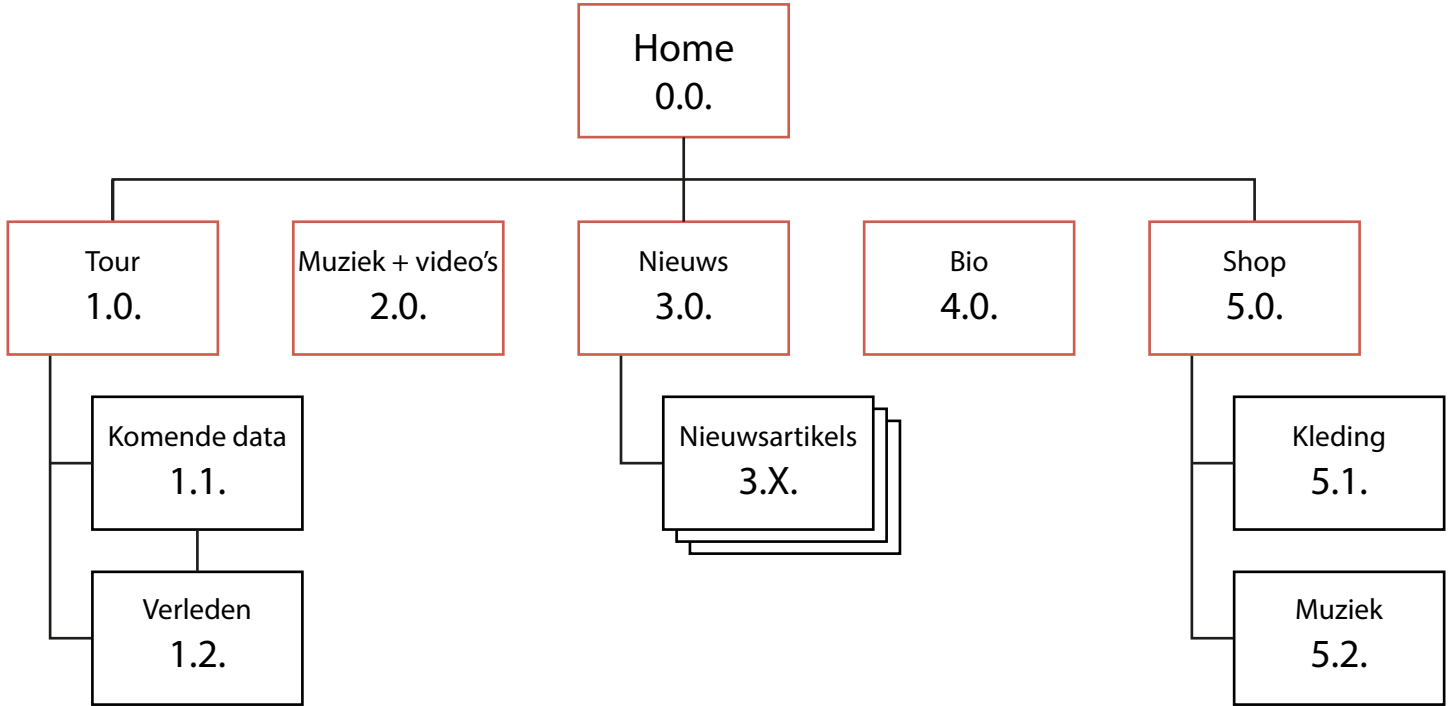 Home
0.0.
Tour
1.0.
Muziek + video's
2.0.
Nieuws
3.0.
Bio
4.0.
Shop
5.0.
Komende data
1.1.
Nieuwsartikels
3.X.
Kleding
5.1.
Verleden
1.2.
Muziek
5.2.